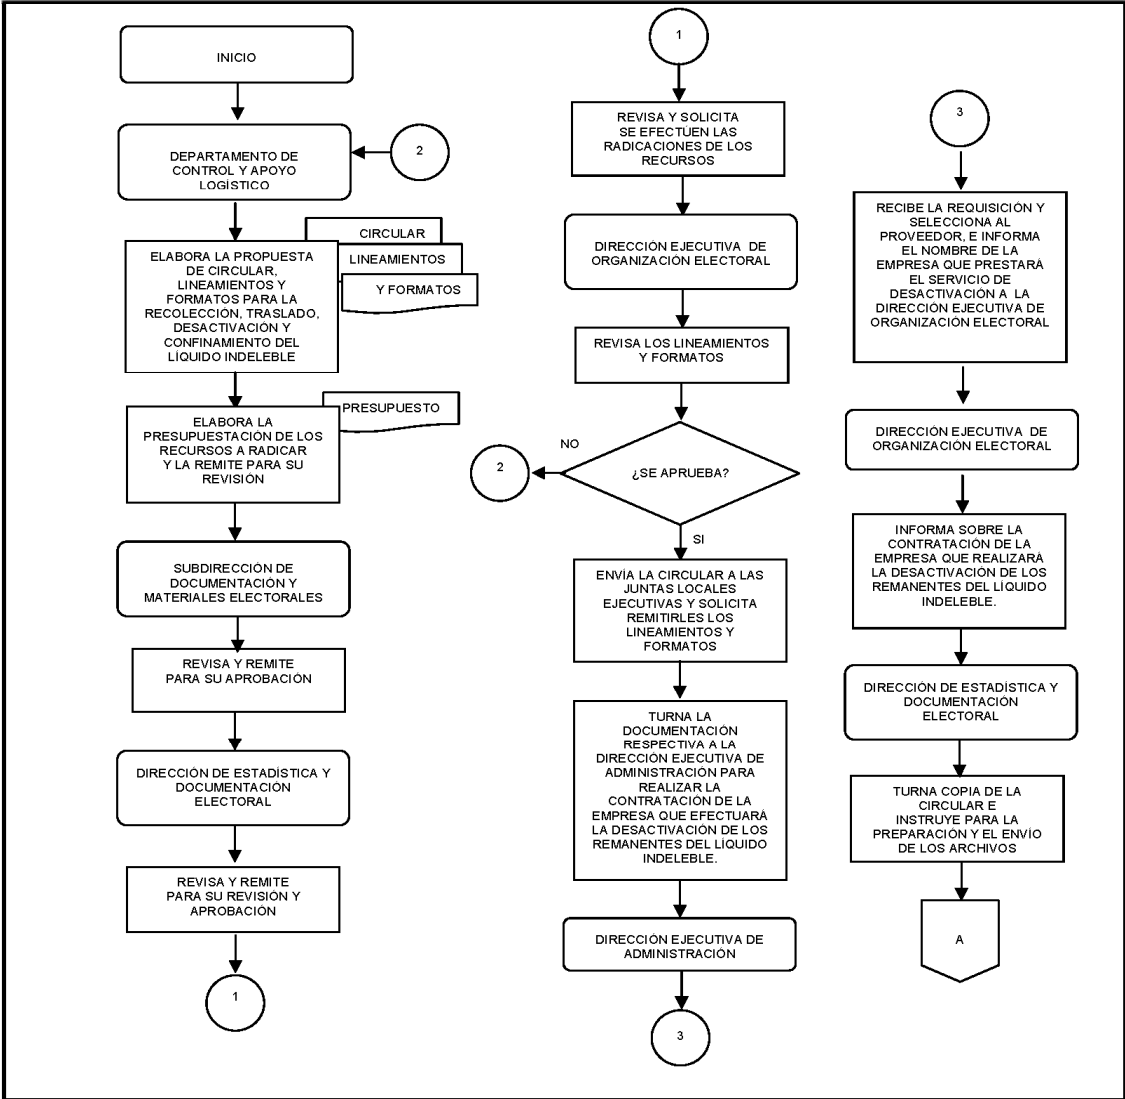 INICIO
DEPARTAMENTO DE
CONTROL Y APOYO
LOGÍSTICO
2
CIRCULAR
LINEAMIENTOS
Y FORMATOS
ELABORA LA PROPUESTA
DE CIRCULAR,
LINEAMIENTOS Y
FORMATOS PARA LA
RECOLECCIÓN, TRASLADO,
DESACTIVACIÓN Y
CONFINAMIENTO DEL
LÍQUIDO INDELEBLE
PRESUPUESTO
ELABORA LA
PRESUPUESTACIÓN DE LOS
RECURSOS A RADICAR
Y LA REMITE PARA SU
REVISIÓN
SUBDIRECCIÓN DE
DOCUMENTACIÓN Y
MATERIALES ELECTORALES
REVISA Y REMITE
PARA SU APROBACIÓN
DIRECCIÓN DE ESTADÍSTICA Y
DOCUMENTACIÓN
ELECTORAL
REVISA Y REMITE
PARA SU REVISIÓN Y
APROBACIÓN
1
1
REVISA Y SOLICITA
SE EFECTÚEN LAS
RADICACIONES DE LOS
RECURSOS
DIRECCIÓN EJECUTIVA DE
ORGANIZACIÓN ELECTORAL
REVISA LOS LINEAMIENTOS
Y FORMATOS
NO
2
¿SE APRUEBA?
SI
ENVÍA LA CIRCULAR A LAS
JUNTAS LOCALES
EJECUTIVAS Y SOLICITA
REMITIRLES LOS
LINEAMIENTOS Y
FORMATOS
TURNA LA
DOCUMENTACIÓN
RESPECTIVA A LA
DIRECCIÓN EJECUTIVA DE
ADMINISTRACIÓN PARA
REALIZAR LA
CONTRATACIÓN DE LA
EMPRESA QUE EFECTUARÁ
LA DESACTIVACIÓN DE LOS
REMANENTES DEL LÍQUIDO
INDELEBLE.
DIRECCIÓN EJECUTIVA DE
ADMINISTRACIÓN
3
3
RECIBE LA REQUISICIÓN Y
SELECCIONA AL
PROVEEDOR, E INFORMA
EL NOMBRE DE LA
EMPRESA QUE PRESTARÁ
EL SERVICIO DE
DESACTIVACIÓN A LA
DIRECCIÓN EJECUTIVA DE
ORGANIZACIÓN ELECTORAL
DIRECCIÓN EJECUTIVA DE
ORGANIZACIÓN ELECTORAL
INFORMA SOBRE LA
CONTRATACIÓN DE LA
EMPRESA QUE REALIZARÁ
LA DESACTIVACIÓN DE LOS
REMANENTES DEL LÍQUIDO
INDELEBLE.
DIRECCIÓN DE ESTADÍSTICA Y
DOCUMENTACIÓN
ELECTORAL
TURNA COPIA DE LA
CIRCULAR E
INSTRUYE PARA LA
PREPARACIÓN Y EL ENVÍO
DE LOS ARCHIVOS
A